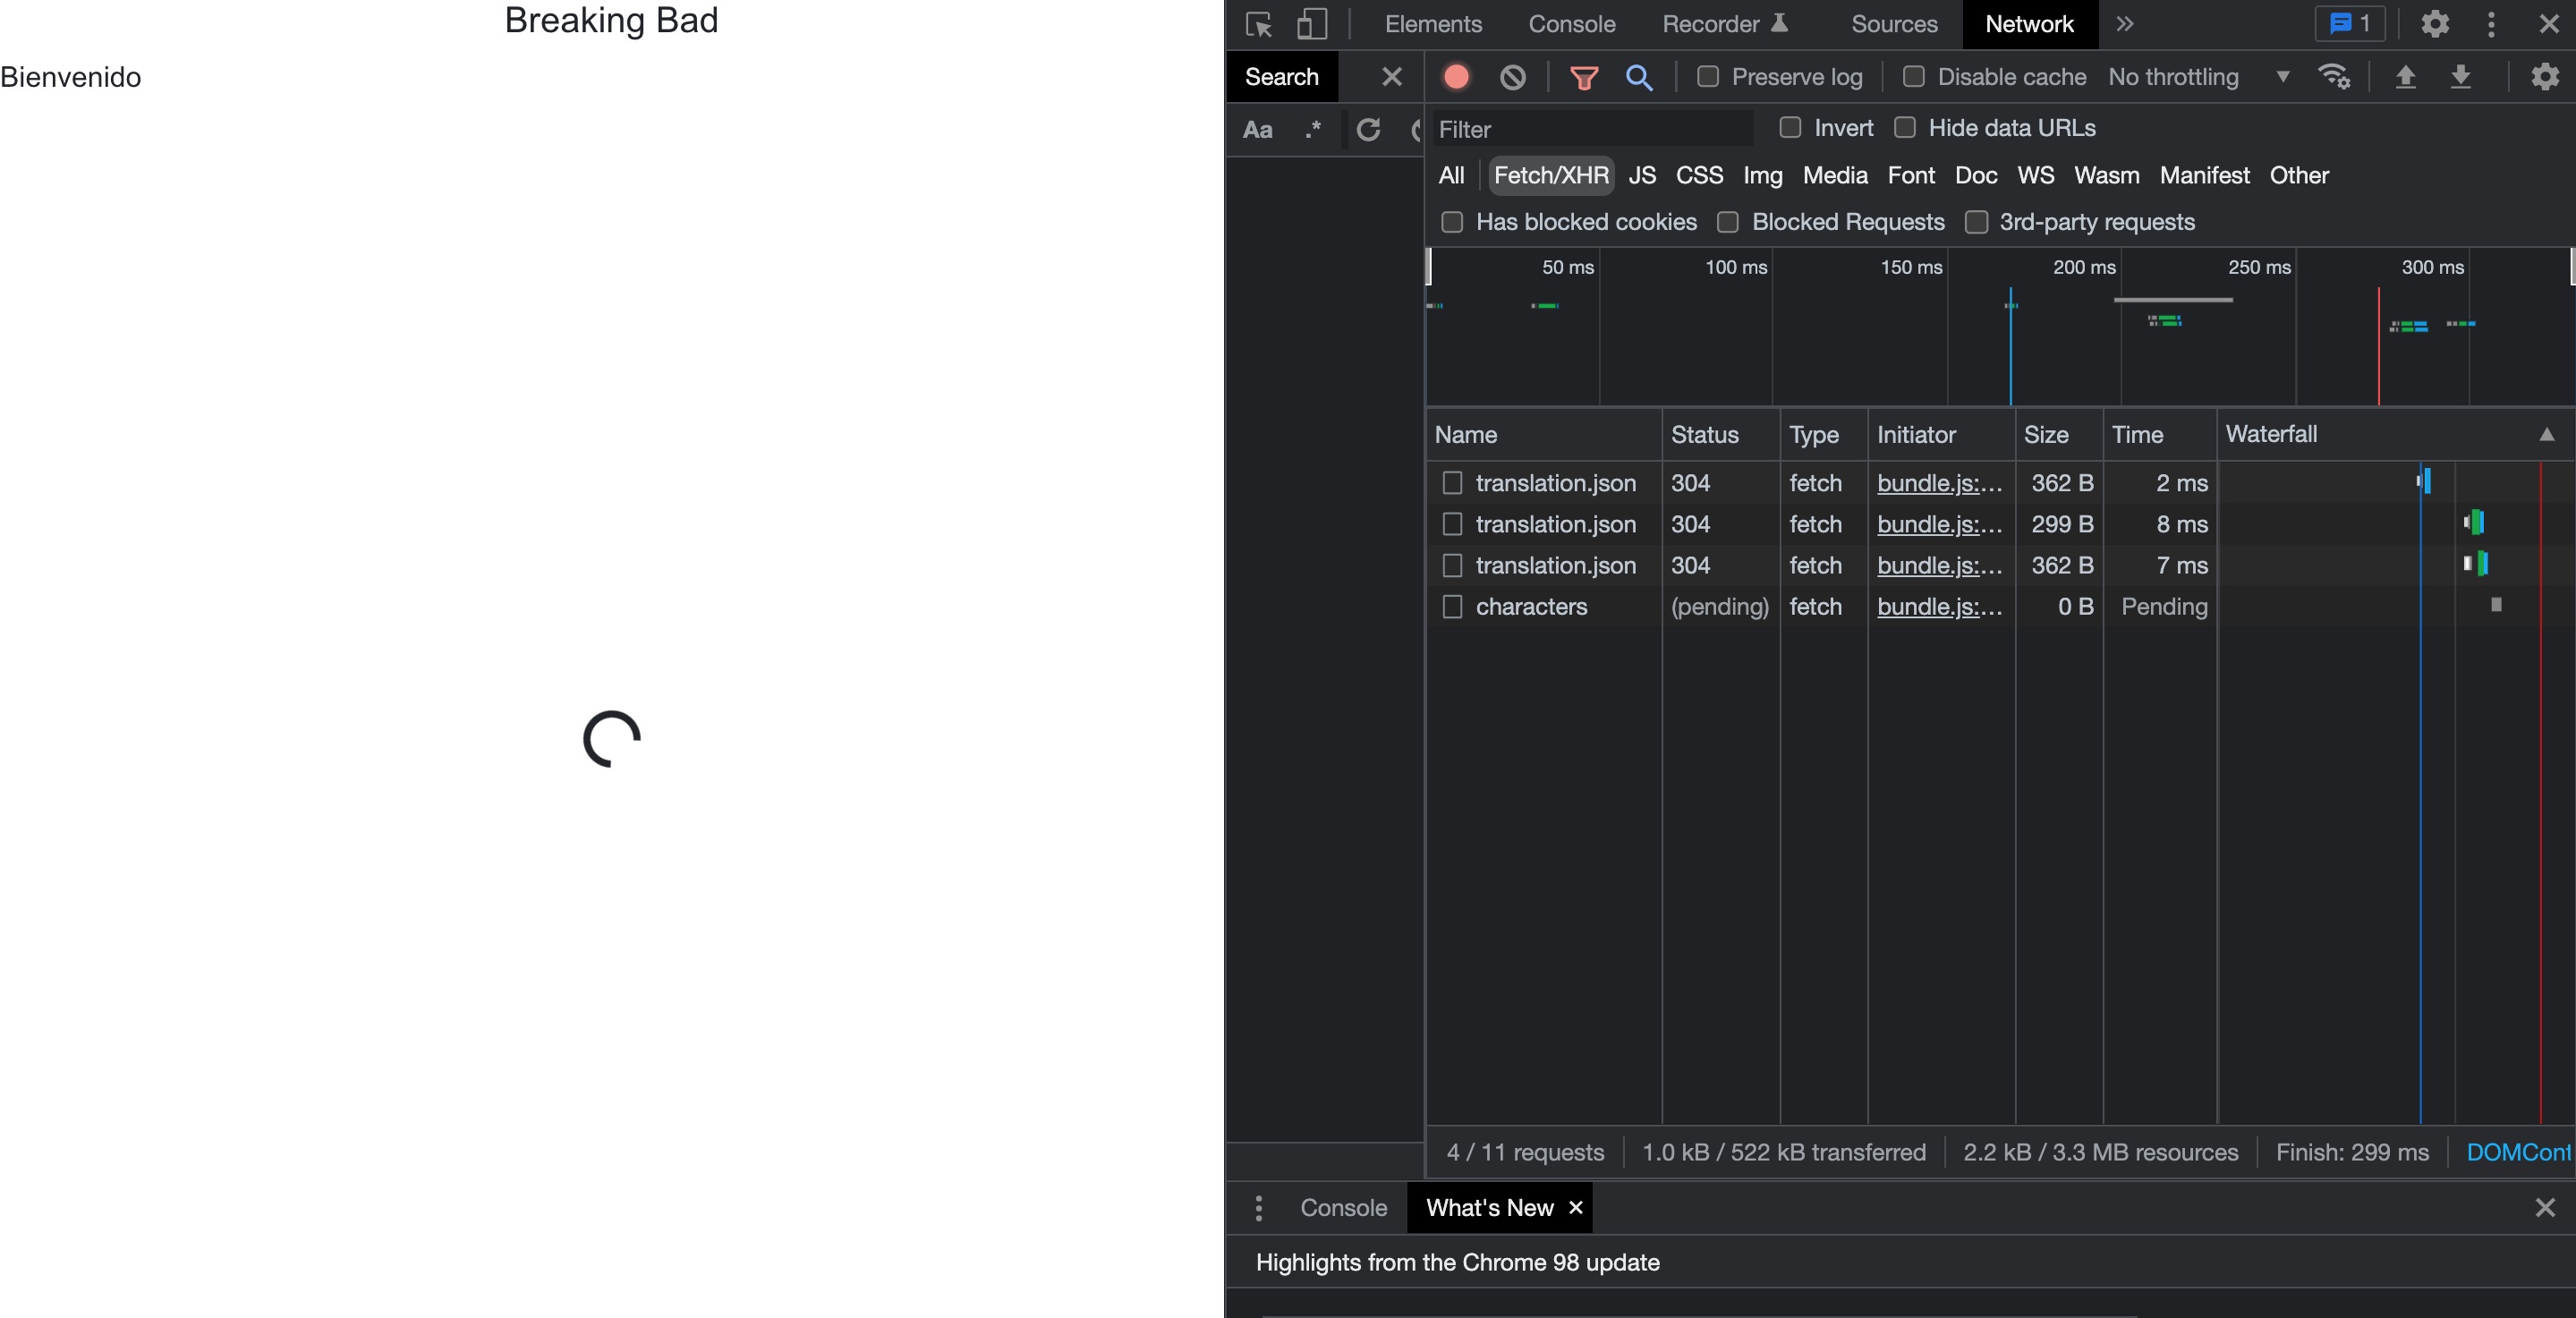 Breaking Bad
Bienvenido
Elements Console Recorder Sources Network » 1
Search
Preserve log Disable cache No throttling
Aa .*
Filter Invert Hide data URLs
All Fetch/XHR JS CSS Img Media Font Doc WS Wasm Manifest Other
Has blocked cookies Blocked Requests 3rd-party requests
50 ms 100 ms 150 ms 200 ms 250 ms 300 ms
Name Status Type Initiator Size Time Waterfall
translation.json 304 fetch bundle.js:... 362 B 2 ms
translation.json 304 fetch bundle.js:... 299 B 8 ms
translation.json 304 fetch bundle.js:... 362 B 7 ms
characters (pending) fetch bundle.js:... 0 B Pending
4 / 11 requests 1.0 kB / 522 kB transferred 2.2 kB / 3.3 MB resources Finish: 299 ms DOMCont
Console What's New ×
Highlights from the Chrome 98 update